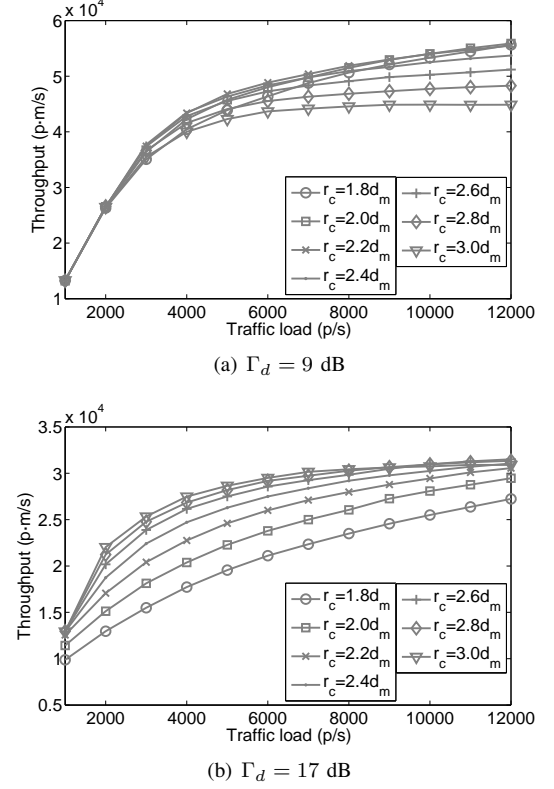 x 10^4
6
5
4
3
2
1
Throughput (p·m/s)
r_c=1.8d_m
r_c=2.0d_m
r_c=2.2d_m
r_c=2.4d_m
r_c=2.6d_m
r_c=2.8d_m
r_c=3.0d_m
2000 4000 6000 8000 10000 12000
Traffic load (p/s)
(a) Γ_d = 9 dB
x 10^4
3.5
3
2.5
2
1.5
1
0.5
Throughput (p·m/s)
r_c=1.8d_m
r_c=2.0d_m
r_c=2.2d_m
r_c=2.4d_m
r_c=2.6d_m
r_c=2.8d_m
r_c=3.0d_m
2000 4000 6000 8000 10000 12000
Traffic load (p/s)
(b) Γ_d = 17 dB